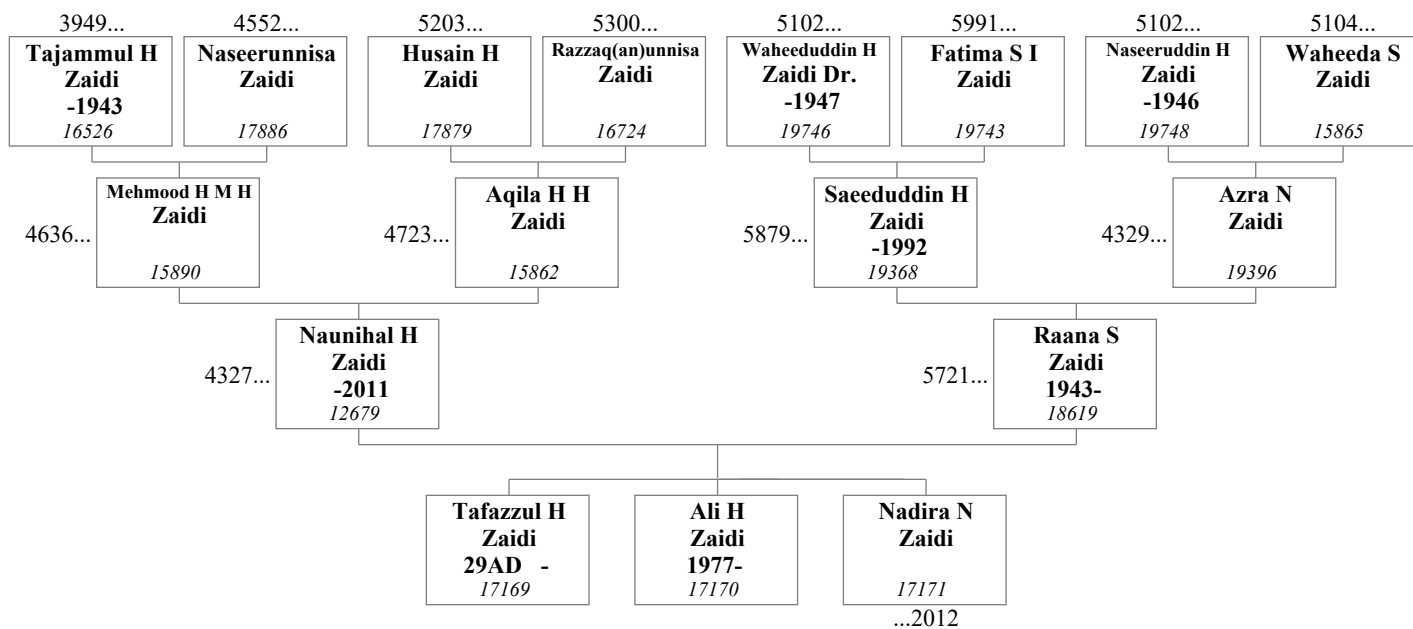 3949... 4552... 5203... 5300... 5102... 5991... 5102... 5104...
Tajammul H
Zaidi
-1943
16526
Naseerunnisa
Zaidi
17886
Husain H
Zaidi
17879
Razzaq(an)unnisa
Zaidi
16724
Waheeduddin H
Zaidi Dr.
-1947
19746
Fatima S I
Zaidi
19743
Naseeruddin H
Zaidi
-1946
19748
Waheeda S
Zaidi
15865
4636...
Mehmood H M H
Zaidi
15890
4723...
Aqila H H
Zaidi
15862
5879...
Saeeduddin H
Zaidi
-1992
19368
4329...
Azra N
Zaidi
19396
4327...
Naunihal H
Zaidi
-2011
12679
5721...
Raana S
Zaidi
1943-
18619
Tafazzul H
Zaidi
29AD -
17169
Ali H
Zaidi
1977-
17170
Nadira N
Zaidi
17171
...2012